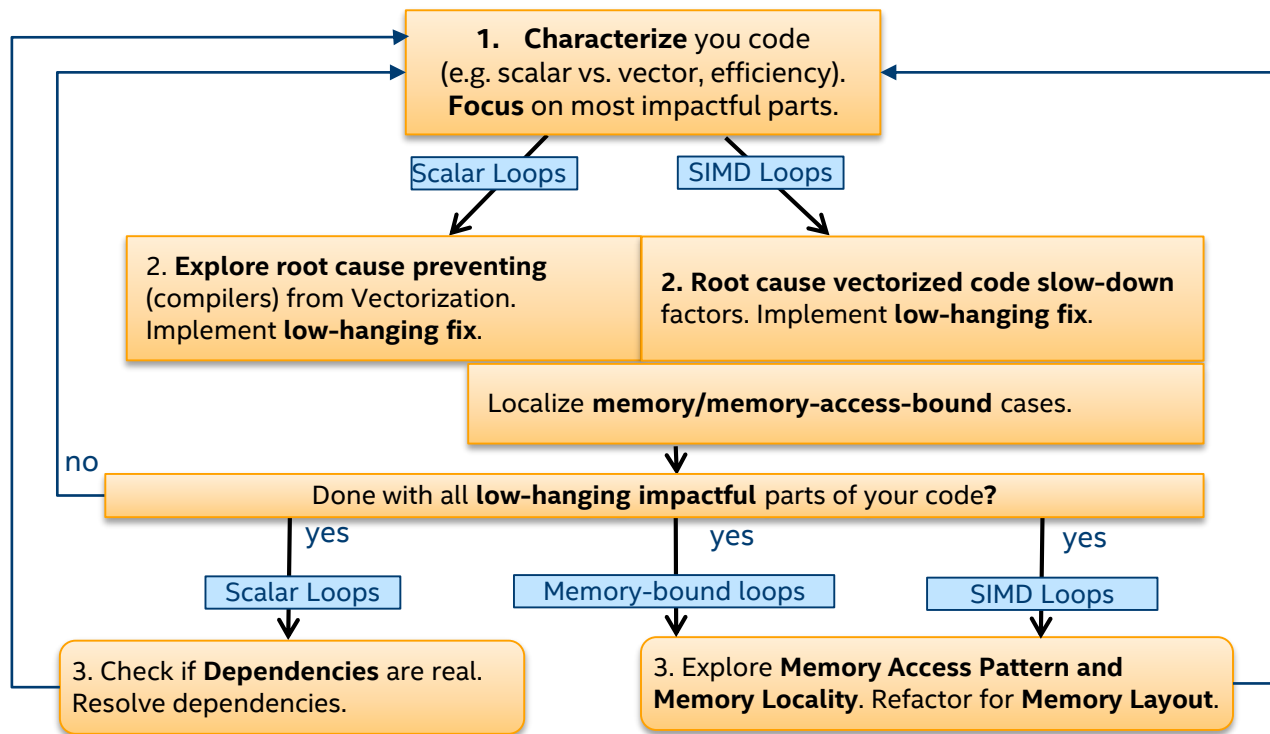 1. Characterize you code
(e.g. scalar vs. vector, efficiency).
Focus on most impactful parts.
Scalar Loops
SIMD Loops
2. Explore root cause preventing
(compilers) from Vectorization.
Implement low-hanging fix.
2. Root cause vectorized code slow-down
factors. Implement low-hanging fix.
Localize memory/memory-access-bound cases.
no
Done with all low-hanging impactful parts of your code?
yes
yes
yes
Scalar Loops
Memory-bound loops
SIMD Loops
3. Check if Dependencies are real.
Resolve dependencies.
3. Explore Memory Access Pattern and
Memory Locality. Refactor for Memory Layout.